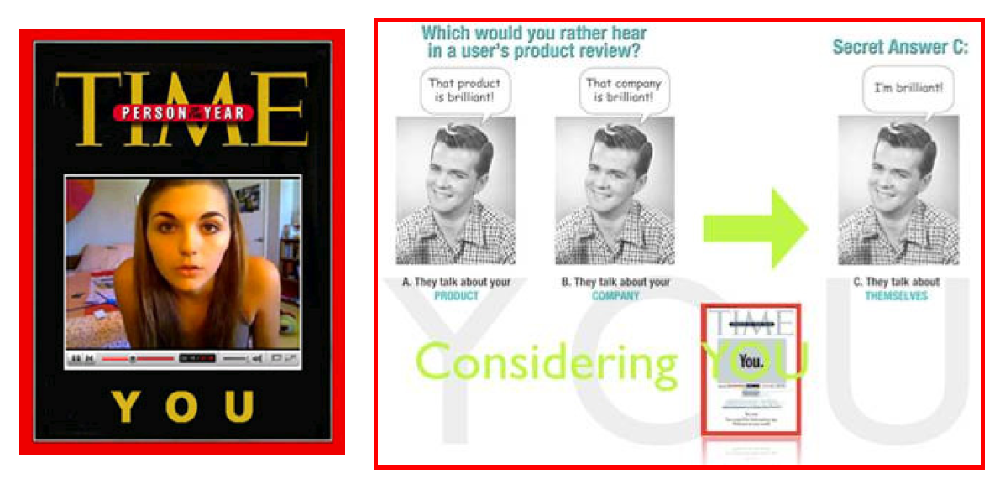 TIME
PERSON OF THE YEAR
YOU
Which would you rather hear
in a user's product review?
That product
is brilliant!
That company
is brilliant!
A. They talk about your
PRODUCT
B. They talk about your
COMPANY
Secret Answer C:
I'm brilliant!
C. They talk about
THEMSELVES
YOU
Considering YOU
TIME
You.